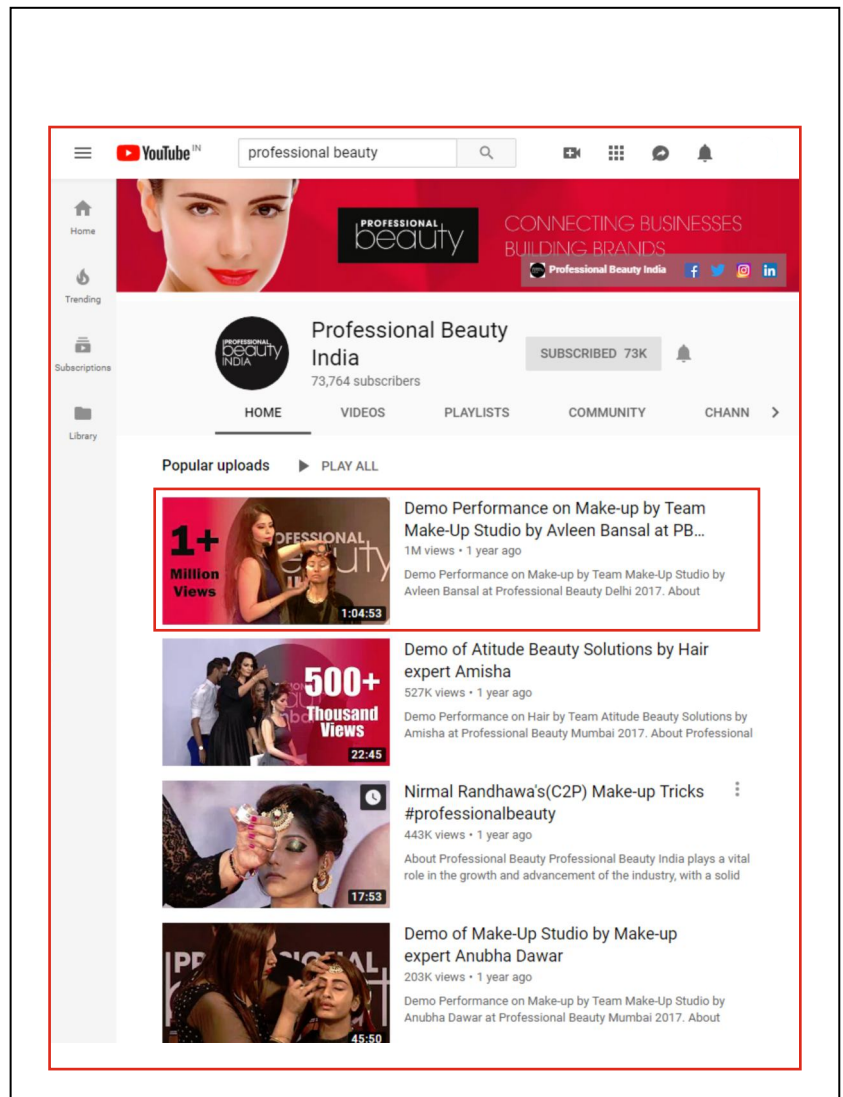 YouTube IN
professional beauty
PROFESSIONAL
beauty
CONNECTING BUSINESSES
BUILDING BRANDS
Professional Beauty India
Home
Trending
Subscriptions
Library
PROFESSIONAL
beauty
INDIA
Professional Beauty
India
73,764 subscribers
SUBSCRIBED 73K
HOME VIDEOS PLAYLISTS COMMUNITY CHANN
Popular uploads PLAY ALL
1+
Million
Views
1:04:53
Demo Performance on Make-up by Team
Make-Up Studio by Avleen Bansal at PB...
1M views • 1 year ago
Demo Performance on Make-up by Team Make-Up Studio by
Avleen Bansal at Professional Beauty Delhi 2017. About
500+
Thousand
Views
22:45
Demo of Atitude Beauty Solutions by Hair
expert Amisha
527K views • 1 year ago
Demo Performance on Hair by Team Atitude Beauty Solutions by
Amisha at Professional Beauty Mumbai 2017. About Professional
17:53
Nirmal Randhawa's(C2P) Make-up Tricks
#professionalbeauty
443K views • 1 year ago
About Professional Beauty Professional Beauty India plays a vital
role in the growth and advancement of the industry, with a solid
45:50
Demo of Make-Up Studio by Make-up
expert Anubha Dawar
203K views • 1 year ago
Demo Performance on Make-up by Team Make-Up Studio by
Anubha Dawar at Professional Beauty Mumbai 2017. About